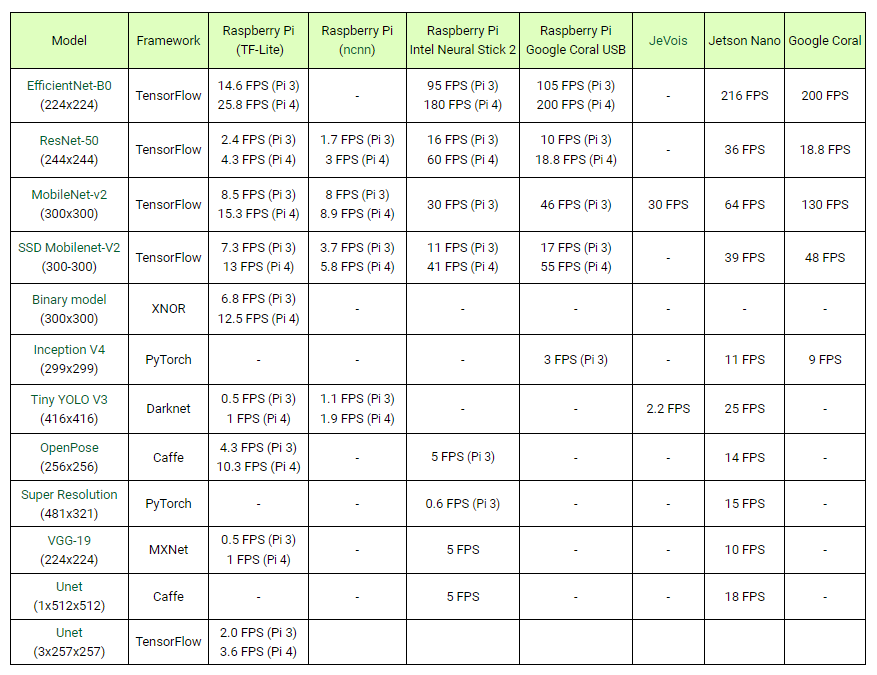 Model Framework Raspberry Pi (TF-Lite) Raspberry Pi (ncnn) Raspberry Pi Intel Neural Stick 2 Raspberry Pi Google Coral USB JeVois Jetson Nano Google Coral
EfficientNet-B0 14.6 FPS (Pi 3) 95 FPS (Pi 3) 105 FPS (Pi 3)
TensorFlow - - 216 FPS 200 FPS
(224x224) 25.8 FPS (Pi 4) 180 FPS (Pi 4) 200 FPS (Pi 4)
ResNet-50 2.4 FPS (Pi 3) 1.7 FPS (Pi 3) 16 FPS (Pi 3) 10 FPS (Pi 3)
TensorFlow - 36 FPS 18.8 FPS
(244x244) 4.3 FPS (Pi 4) 3 FPS (Pi 4) 60 FPS (Pi 4) 18.8 FPS (Pi 4)
MobileNet-v2 8.5 FPS (Pi 3) 8 FPS (Pi 3)
TensorFlow 30 FPS (Pi 3) 46 FPS (Pi 3) 30 FPS 64 FPS 130 FPS
(300x300) 15.3 FPS (Pi 4) 8.9 FPS (Pi 4)
SSD Mobilenet-V2 7.3 FPS (Pi 3) 3.7 FPS (Pi 3) 11 FPS (Pi 3) 17 FPS (Pi 3)
TensorFlow - 39 FPS 48 FPS
(300-300) 13 FPS (Pi 4) 5.8 FPS (Pi 4) 41 FPS (Pi 4) 55 FPS (Pi 4)
Binary model 6.8 FPS (Pi 3)
XNOR - - - - - -
(300x300) 12.5 FPS (Pi 4)
Inception V4
PyTorch - - - 3 FPS (Pi 3) - 11 FPS 9 FPS
(299x299)
Tiny YOLO V3 0.5 FPS (Pi 3) 1.1 FPS (Pi 3)
Darknet - - 2.2 FPS 25 FPS -
(416x416) 1 FPS (Pi 4) 1.9 FPS (Pi 4)
OpenPose 4.3 FPS (Pi 3)
Caffe - 5 FPS (Pi 3) - - 14 FPS -
(256x256) 10.3 FPS (Pi 4)
Super Resolution
PyTorch - - 0.6 FPS (Pi 3) - - 15 FPS -
(481x321)
VGG-19 0.5 FPS (Pi 3)
MXNet - 5 FPS - - 10 FPS -
(224x224) 1 FPS (Pi 4)
Unet
Caffe - - 5 FPS - - 18 FPS -
(1x512x512)
Unet 2.0 FPS (Pi 3)
TensorFlow
(3x257x257) 3.6 FPS (Pi 4)